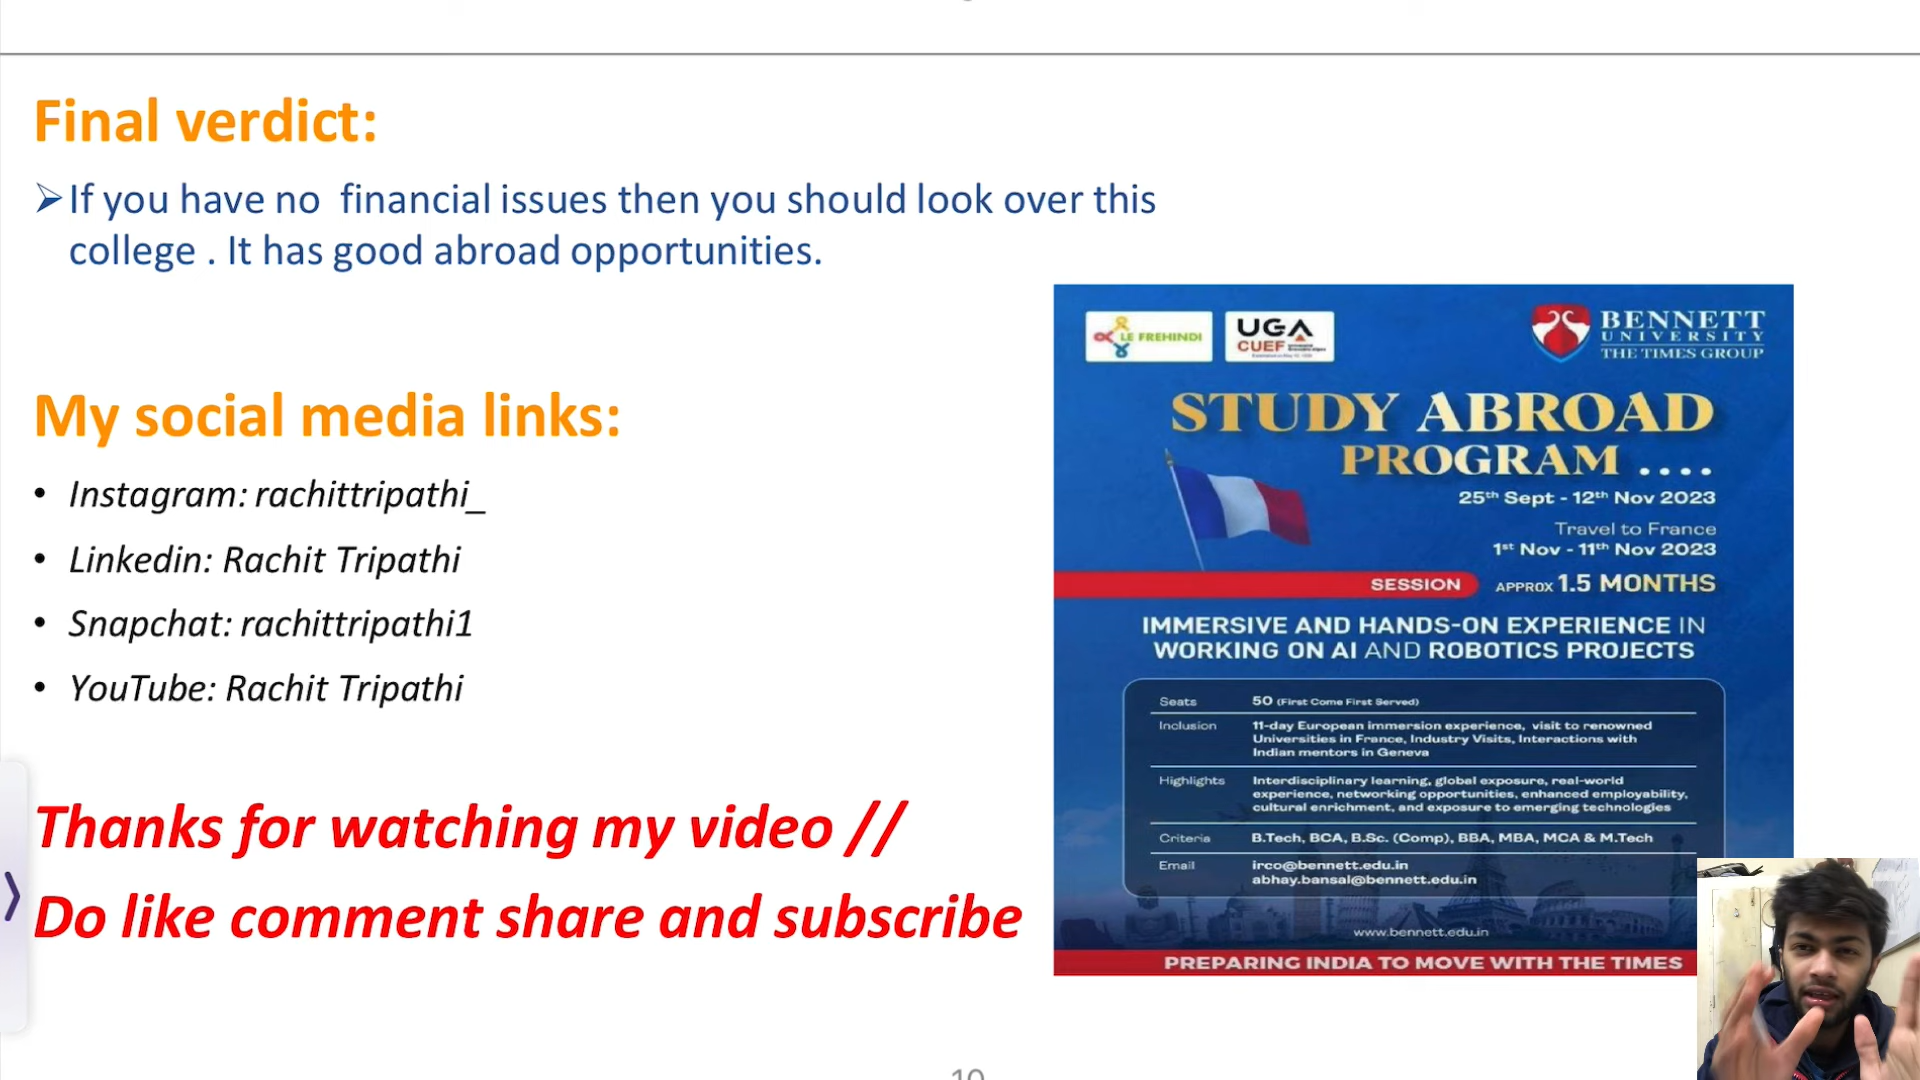 Final verdict:
➢If you have no  financial issues then you should look over this
college . It has good abroad opportunities.
My social media links:
• Instagram: rachittripathi_
• Linkedin: Rachit Tripathi
• Snapchat: rachittripathi1
• YouTube: Rachit Tripathi
Thanks for watching my video //
Do like comment share and subscribe
LE FREHINDI
UGA
CUEF
BENNETT
UNIVERSITY
THE TIMES GROUP
STUDY ABROAD
PROGRAM ....
25th Sept - 12th Nov 2023
Travel to France
1st Nov - 11th Nov 2023
SESSION APPROX 1.5 MONTHS
IMMERSIVE AND HANDS-ON EXPERIENCE IN
WORKING ON AI AND ROBOTICS PROJECTS
Seats 50 (First Come First Served)
Inclusion 11-day European immersion experience, visit to renowned
Universities in France, Industry Visits, Interactions with
Indian mentors in Geneva
Highlights Interdisciplinary learning, global exposure, real-world
experience, networking opportunities, enhanced employability,
cultural enrichment, and exposure to emerging technologies
Criteria B.Tech, BCA, B.Sc. (Comp), BBA, MBA, MCA & M.Tech
Email irco@bennett.edu.in
abhay.bansal@bennett.edu.in
www.bennett.edu.in
PREPARING INDIA TO MOVE WITH THE TIMES